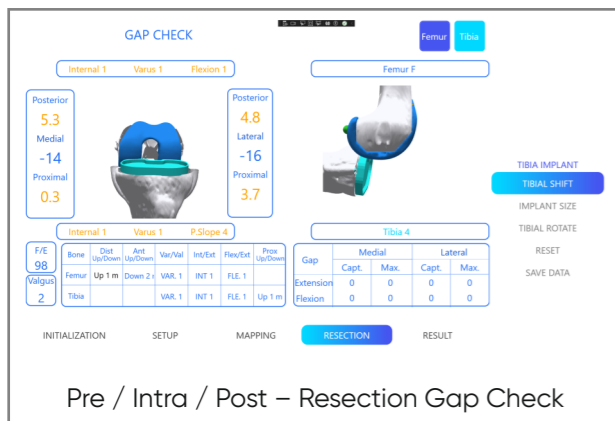 GAP CHECK
Femur Tibia
Internal 1 Varus 1 Flexion 1
Femur F
Posterior
5.3
Medial
-14
Proximal
0.3
Posterior
4.8
Lateral
-16
Proximal
3.7
TIBIA IMPLANT
TIBIAL SHIFT
IMPLANT SIZE
TIBIAL ROTATE
RESET
SAVE DATA
Internal 1 Varus 1 P.Slope 4
Tibia 4
F/E
98
Valgus
2
Bone Dist Up/Down Ant Up/Down Var/Val Int/Ext Flex/Ext Prox Up/Down
Femur Up 1 m Down 2 VAR. 1 INT 1 FLE. 1
Tibia VAR. 1 INT 1 FLE. 1 Up 1 m
Gap Medial Lateral
Capt. Max. Capt. Max.
Extension 0 0 0 0
Flexion 0 0 0 0
INITIALIZATION SETUP MAPPING RESECTION RESULT
Pre / Intra / Post – Resection Gap Check